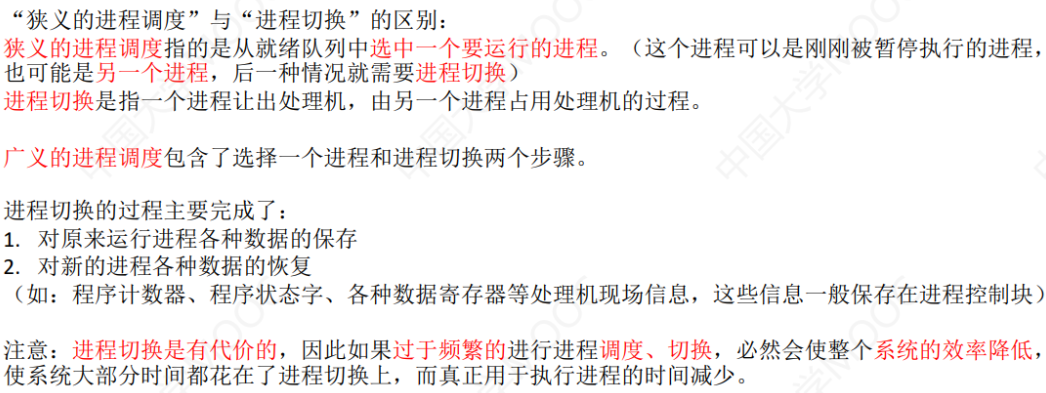 “狭义的进程调度”与“进程切换”的区别：
狭义的进程调度指的是从就绪队列中选中一个要运行的进程。（这个进程可以是刚刚被暂停执行的进程，
也可能是另一个进程，后一种情况就需要进程切换）
进程切换是指一个进程让出处理机，由另一个进程占用处理机的过程。
广义的进程调度包含了选择一个进程和进程切换两个步骤。
进程切换的过程主要完成了：
1. 对原来运行进程各种数据的保存
2. 对新的进程各种数据的恢复
（如：程序计数器、程序状态字、各种数据寄存器等处理机现场信息，这些信息一般保存在进程控制块）
注意：进程切换是有代价的，因此如果过于频繁的进行进程调度、切换，必然会使整个系统的效率降低，
使系统大部分时间都花在了进程切换上，而真正用于执行进程的时间减少。